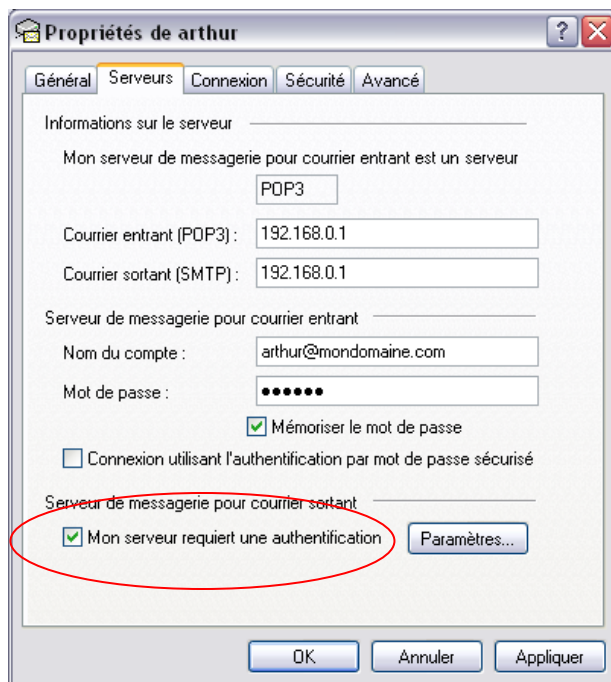 Propriétés de arthur
Général Serveurs Connexion Sécurité Avancé
Informations sur le serveur
Mon serveur de messagerie pour courrier entrant est un serveur
POP3
Courrier entrant (POP3) : 192.168.0.1
Courrier sortant (SMTP) : 192.168.0.1
Serveur de messagerie pour courrier entrant
Nom du compte : arthur@mondomaine.com
Mot de passe : ●●●●●●
Mémoriser le mot de passe
Connexion utilisant l'authentification par mot de passe sécurisé
Serveur de messagerie pour courrier sortant
Mon serveur requiert une authentification Paramètres...
OK Annuler Appliquer